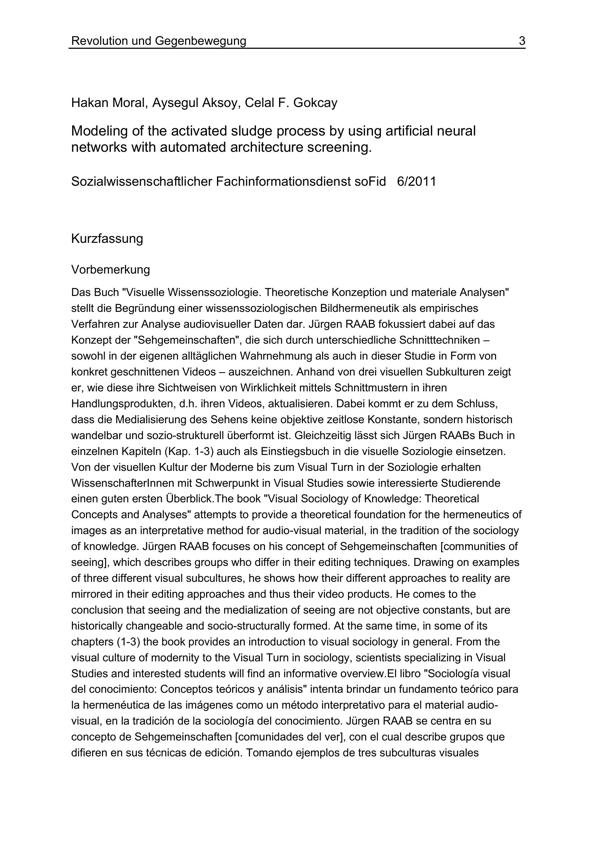 Revolution und Gegenbewegung 3
Hakan Moral, Aysegul Aksoy, Celal F. Gokcay
Modeling of the activated sludge process by using artificial neural
networks with automated architecture screening.
Sozialwissenschaftlicher Fachinformationsdienst soFid 6/2011
Kurzfassung
Vorbemerkung
Das Buch "Visuelle Wissenssoziologie. Theoretische Konzeption und materiale Analysen"
stellt die Begründung einer wissenssoziologischen Bildhermeneutik als empirisches
Verfahren zur Analyse audiovisueller Daten dar. Jürgen RAAB fokussiert dabei auf das
Konzept der "Sehgemeinschaften", die sich durch unterschiedliche Schnitttechniken –
sowohl in der eigenen alltäglichen Wahrnehmung als auch in dieser Studie in Form von
konkret geschnittenen Videos – auszeichnen. Anhand von drei visuellen Subkulturen zeigt
er, wie diese ihre Sichtweisen von Wirklichkeit mittels Schnittmustern in ihren
Handlungsprodukten, d.h. ihren Videos, aktualisieren. Dabei kommt er zu dem Schluss,
dass die Medialisierung des Sehens keine objektive zeitlose Konstante, sondern historisch
wandelbar und sozio-strukturell überformt ist. Gleichzeitig lässt sich Jürgen RAABs Buch in
einzelnen Kapiteln (Kap. 1-3) auch als Einstiegsbuch in die visuelle Soziologie einsetzen.
Von der visuellen Kultur der Moderne bis zum Visual Turn in der Soziologie erhalten
WissenschafterInnen mit Schwerpunkt in Visual Studies sowie interessierte Studierende
einen guten ersten Überblick.The book "Visual Sociology of Knowledge: Theoretical
Concepts and Analyses" attempts to provide a theoretical foundation for the hermeneutics of
images as an interpretative method for audio-visual material, in the tradition of the sociology
of knowledge. Jürgen RAAB focuses on his concept of Sehgemeinschaften [communities of
seeing], which describes groups who differ in their editing techniques. Drawing on examples
of three different visual subcultures, he shows how their different approaches to reality are
mirrored in their editing approaches and thus their video products. He comes to the
conclusion that seeing and the medialization of seeing are not objective constants, but are
historically changeable and socio-structurally formed. At the same time, in some of its
chapters (1-3) the book provides an introduction to visual sociology in general. From the
visual culture of modernity to the Visual Turn in sociology, scientists specializing in Visual
Studies and interested students will find an informative overview.El libro "Sociología visual
del conocimiento: Conceptos teóricos y análisis" intenta brindar un fundamento teórico para
la hermenéutica de las imágenes como un método interpretativo para el material audio-
visual, en la tradición de la sociología del conocimiento. Jürgen RAAB se centra en su
concepto de Sehgemeinschaften [comunidades del ver], con el cual describe grupos que
difieren en sus técnicas de edición. Tomando ejemplos de tres subculturas visuales